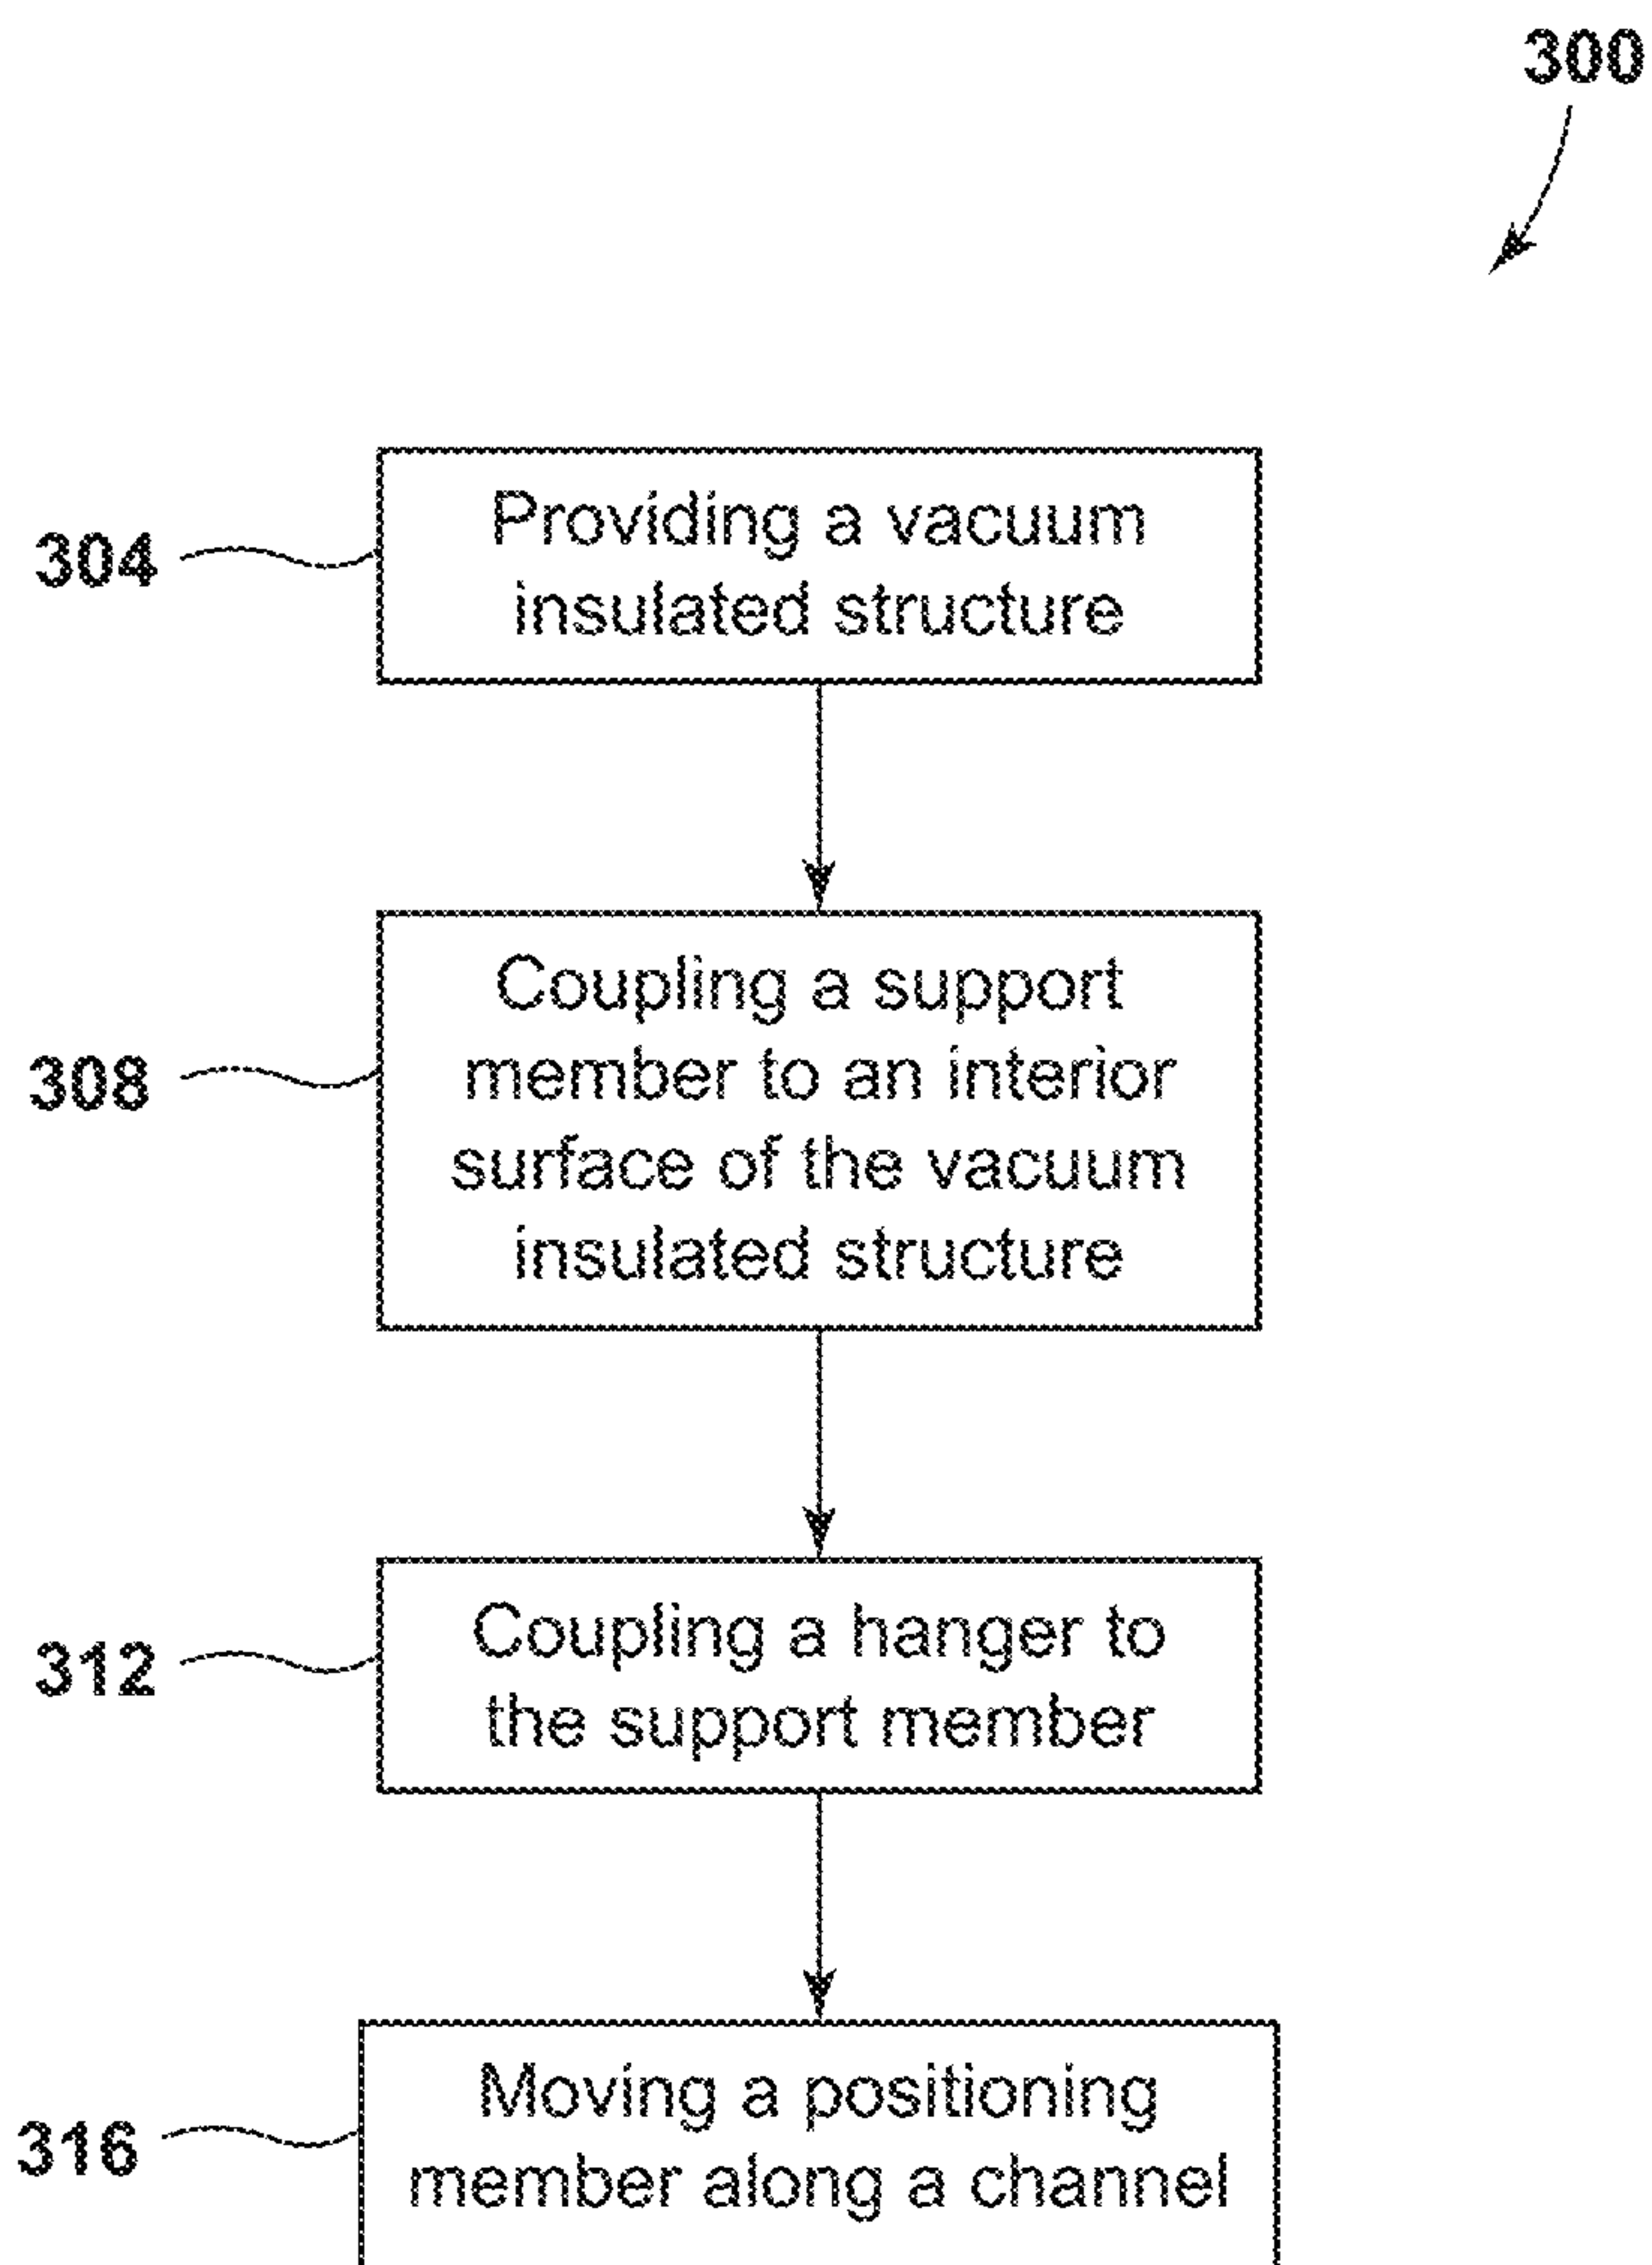 300
304
Providing a vacuum
insulated structure
308
Coupling a support
member to an interior
surface of the vacuum
insulated structure
312
Coupling a hanger to
the support member
316
Moving a positioning
member along a channel